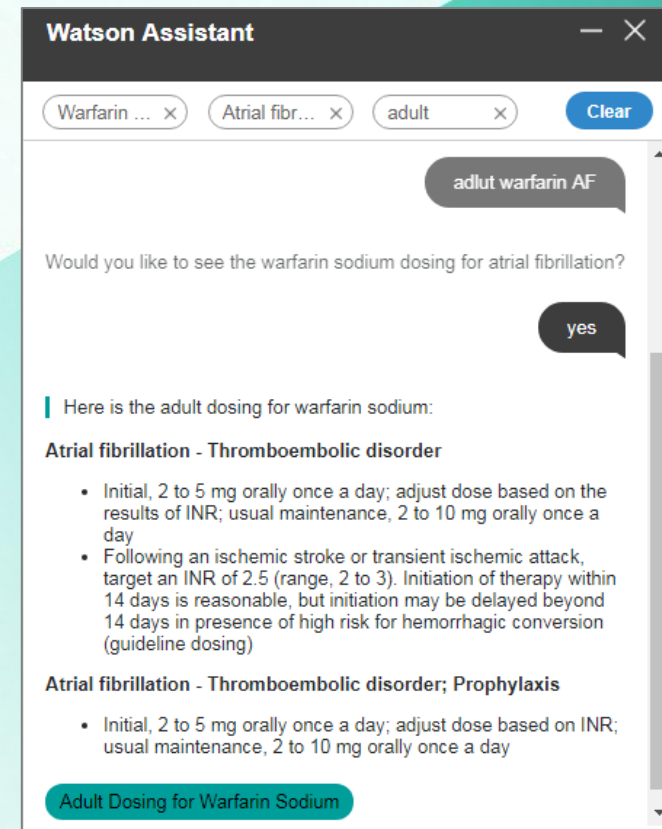 Watson Assistant
Warfarin ...
Atrial fibr...
adult
Clear
adlut warfarin AF
Would you like to see the warfarin sodium dosing for atrial fibrillation?
yes
Here is the adult dosing for warfarin sodium:
Atrial fibrillation - Thromboembolic disorder
• Initial, 2 to 5 mg orally once a day; adjust dose based on the
results of INR; usual maintenance, 2 to 10 mg orally once a
day
• Following an ischemic stroke or transient ischemic attack,
target an INR of 2.5 (range, 2 to 3). Initiation of therapy within
14 days is reasonable, but initiation may be delayed beyond
14 days in presence of high risk for hemorrhagic conversion
(guideline dosing)
Atrial fibrillation - Thromboembolic disorder; Prophylaxis
• Initial, 2 to 5 mg orally once a day; adjust dose based on INR;
usual maintenance, 2 to 10 mg orally once a day
Adult Dosing for Warfarin Sodium